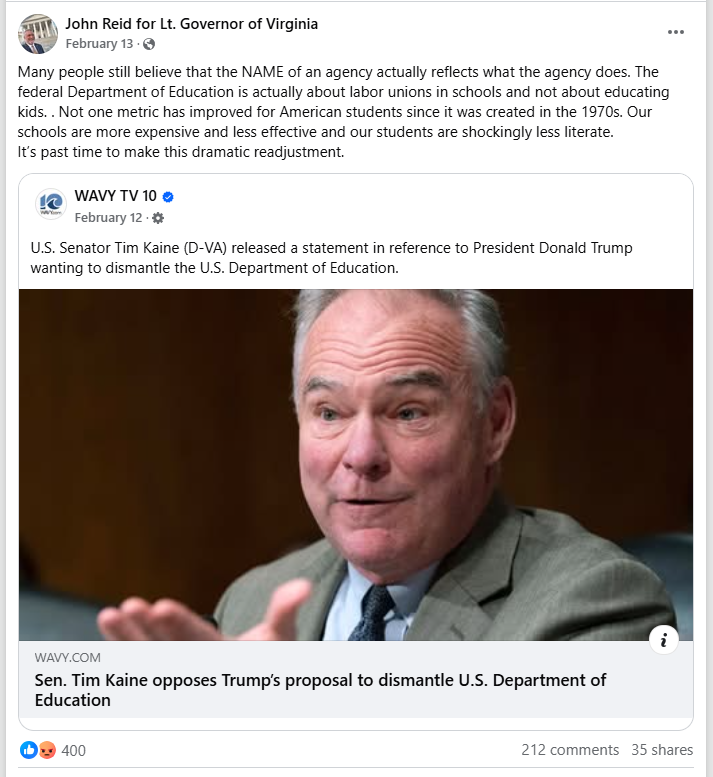 John Reid for Lt. Governor of Virginia
February 13 ·
Many people still believe that the NAME of an agency actually reflects what the agency does. The
federal Department of Education is actually about labor unions in schools and not about educating
kids. . Not one metric has improved for American students since it was created in the 1970s. Our
schools are more expensive and less effective and our students are shockingly less literate.
It's past time to make this dramatic readjustment.
WAVY TV 10
February 12 ·
U.S. Senator Tim Kaine (D-VA) released a statement in reference to President Donald Trump
wanting to dismantle the U.S. Department of Education.
WAVY.COM
Sen. Tim Kaine opposes Trump's proposal to dismantle U.S. Department of
Education
400
212 comments 35 shares